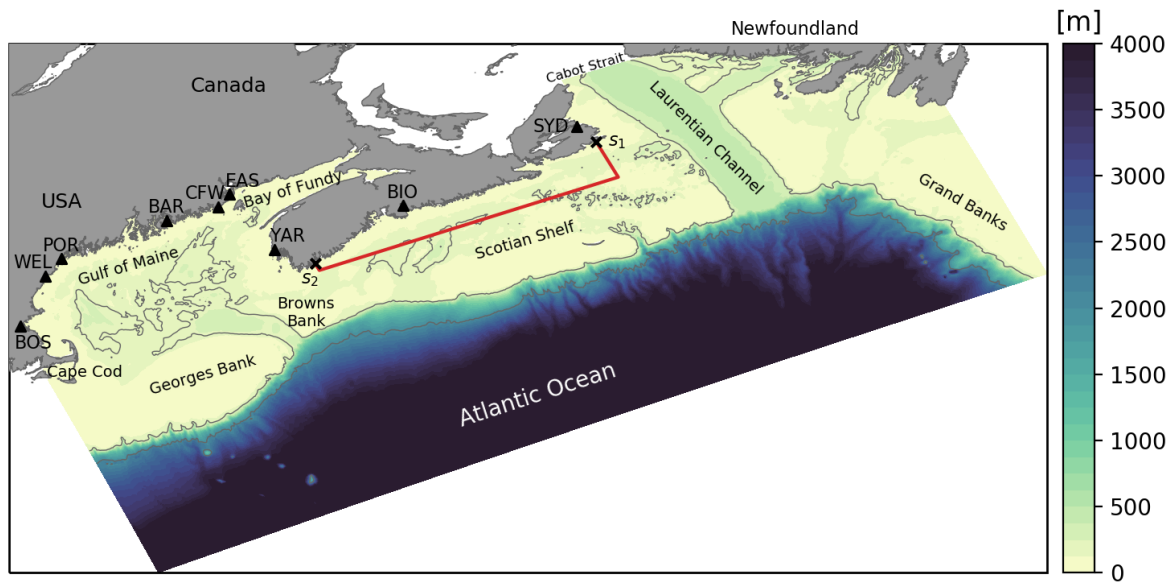 [m]
Newfoundland
4000
Cabot Strait
Canada
Laurentian Channel
3500
SYD
s1
EAS
CFW
Bay of Fundy
BIO
3000
USA
BAR
Grand Banks
YAR
Scotian Shelf
2500
POR
Gulf of Maine
WEL
s2
Browns
Bank
2000
BOS
Cape Cod
Georges Bank
1500
Atlantic Ocean
1000
500
0